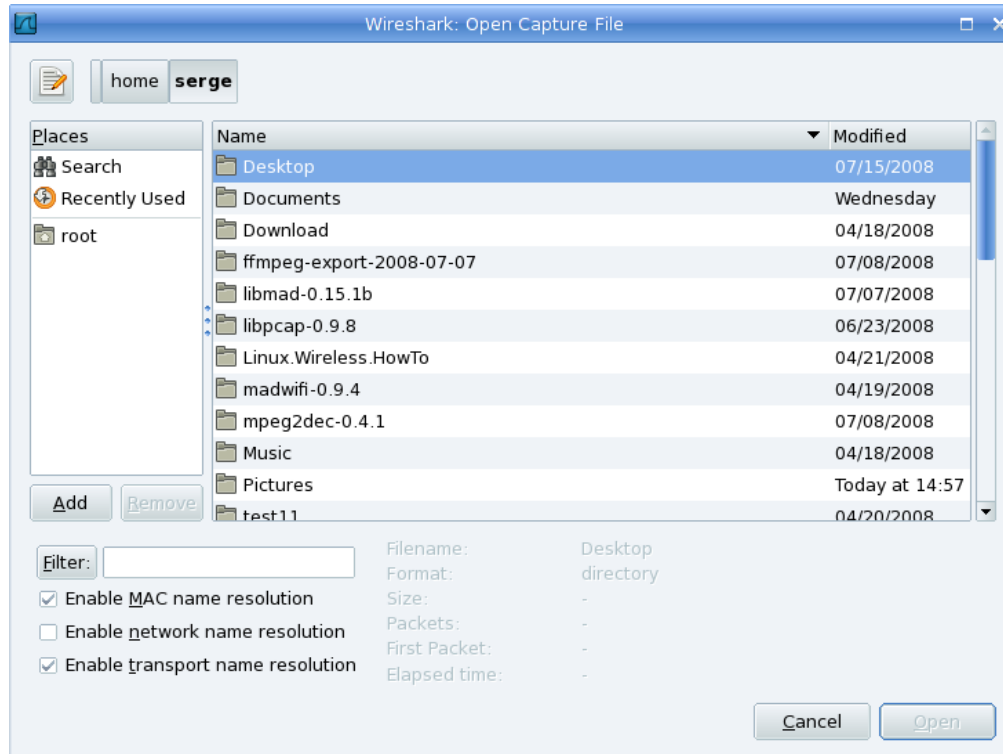 Wireshark: Open Capture File
home serge
Places
Search
Recently Used
root
Add Remove
Name Modified
Desktop 07/15/2008
Documents Wednesday
Download 04/18/2008
ffmpeg-export-2008-07-07 07/08/2008
libmad-0.15.1b 07/07/2008
libpcap-0.9.8 06/23/2008
Linux.Wireless.HowTo 04/21/2008
madwifi-0.9.4 04/19/2008
mpeg2dec-0.4.1 07/08/2008
Music 04/18/2008
Pictures Today at 14:57
test11 04/20/2008
Filter:
Enable MAC name resolution
Enable network name resolution
Enable transport name resolution
Filename: Desktop
Format: directory
Size: -
Packets: -
First Packet: -
Elapsed time: -
Cancel Open